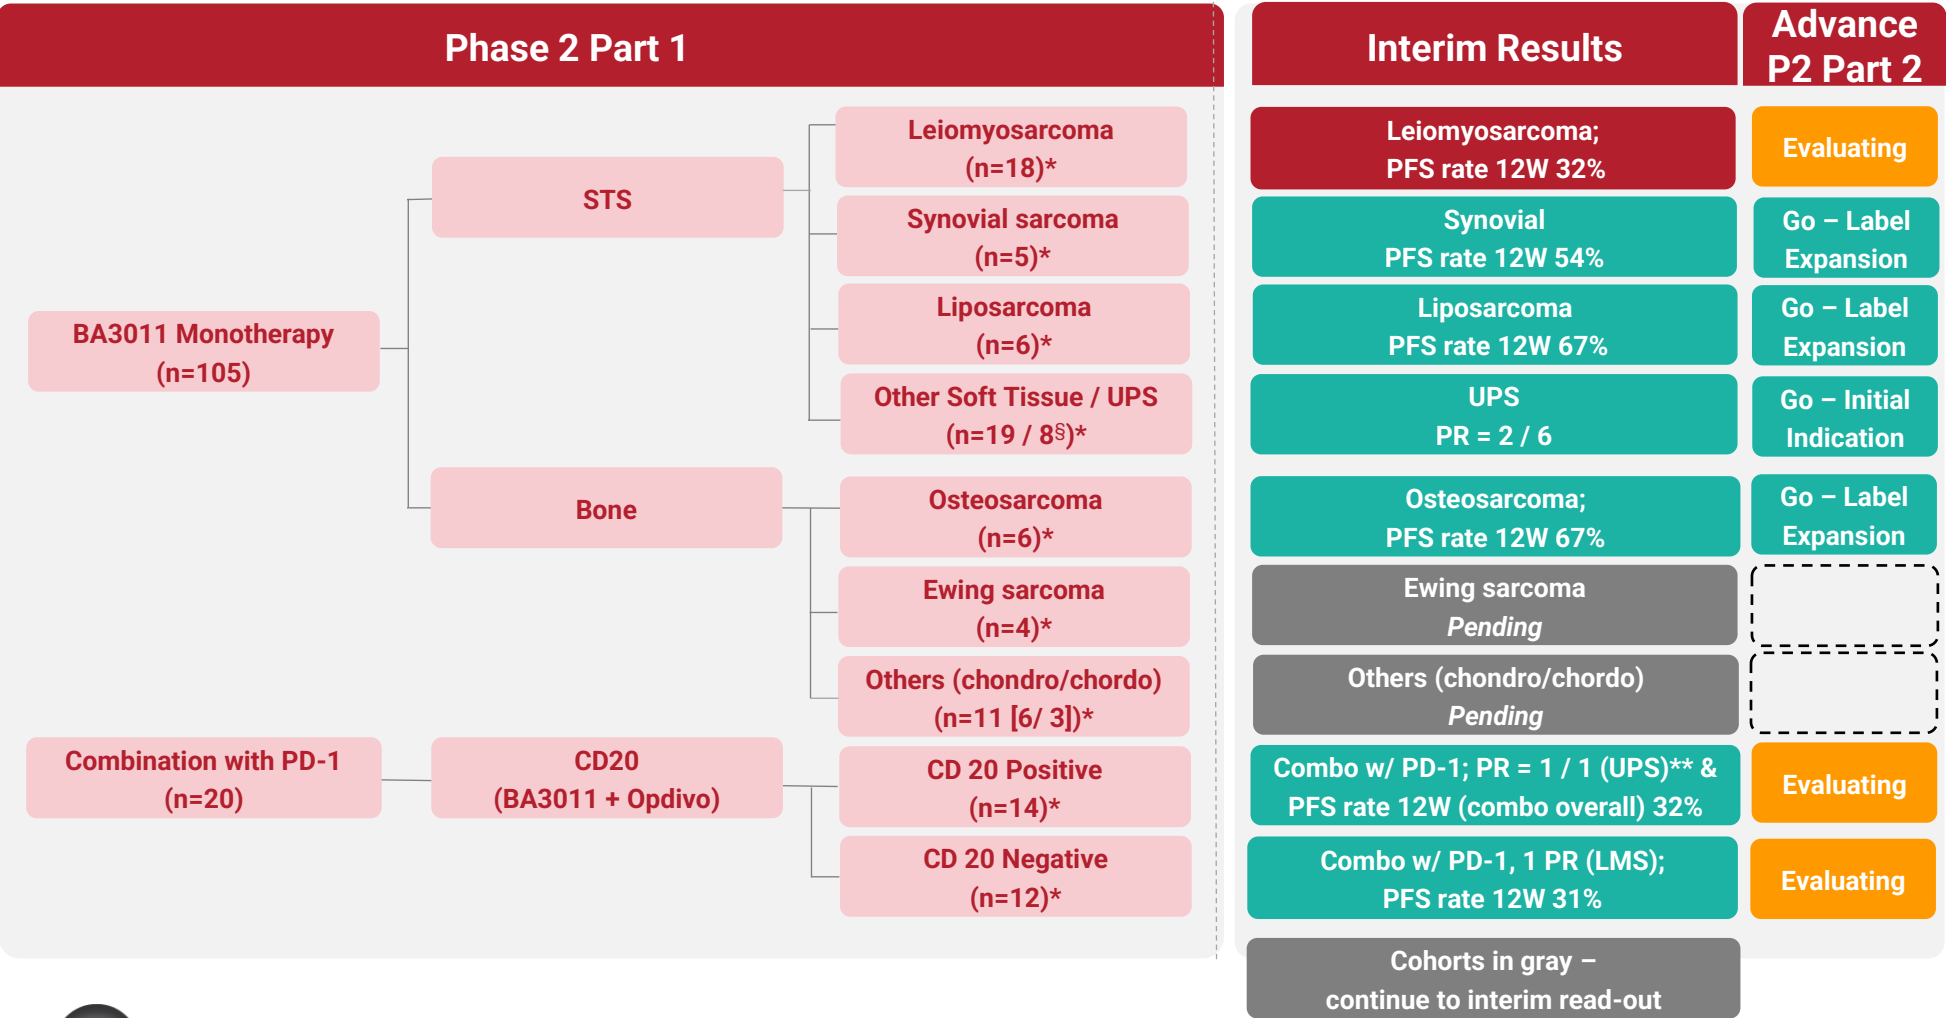 Phase 2 Part 1
Interim Results
Advance
P2 Part 2
BA3011 Monotherapy
(n=105)
STS
Leiomyosarcoma
(n=18)*
Synovial sarcoma
(n=5)*
Liposarcoma
(n=6)*
Other Soft Tissue / UPS
(n=19 / 8§)*
Bone
Osteosarcoma
(n=6)*
Ewing sarcoma
(n=4)*
Others (chondro/chordo)
(n=11 [6/ 3])*
Combination with PD-1
(n=20)
CD20
(BA3011 + Opdivo)
CD 20 Positive
(n=14)*
CD 20 Negative
(n=12)*
Leiomyosarcoma;
PFS rate 12W 32%
Evaluating
Synovial
PFS rate 12W 54%
Go – Label
Expansion
Liposarcoma
PFS rate 12W 67%
Go – Label
Expansion
UPS
PR = 2 / 6
Go – Initial
Indication
Osteosarcoma;
PFS rate 12W 67%
Go – Label
Expansion
Ewing sarcoma
Pending
Others (chondro/chordo)
Pending
Combo w/ PD-1; PR = 1 / 1 (UPS)** &
PFS rate 12W (combo overall) 32%
Evaluating
Combo w/ PD-1, 1 PR (LMS);
PFS rate 12W 31%
Evaluating
Cohorts in gray –
continue to interim read-out